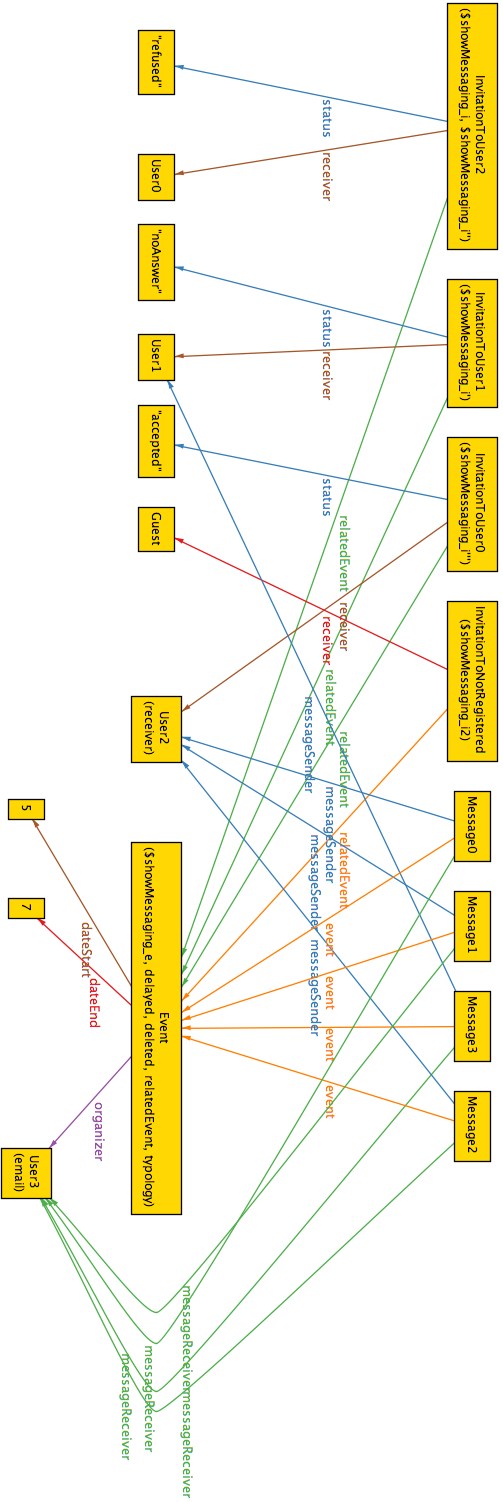 InvitationToUser2
($showMessaging_i, $showMessaging_i'')
InvitationToUser1
($showMessaging_i')
InvitationToUser0
($showMessaging_i''')
InvitationToNotRegistered
($showMessaging_i2)
Message0
Message1
Message3
Message2
status
receiver
status
receiver
status
relatedEvent
receiver
receiver
relatedEvent
messageSender
relatedEvent
messageSender
relatedEvent
messageSender
event
messageSender
event
event
event
"refused"
User0
"noAnswer"
User1
"accepted"
Guest
User2
(receiver)
Event
($showMessaging_e, delayed, deleted, relatedEvent, typology)
dateStart
dateEnd
organizer
messageReceiver
messageReceiver
messageReceiver
messageReceiver
5
7
User3
(email)